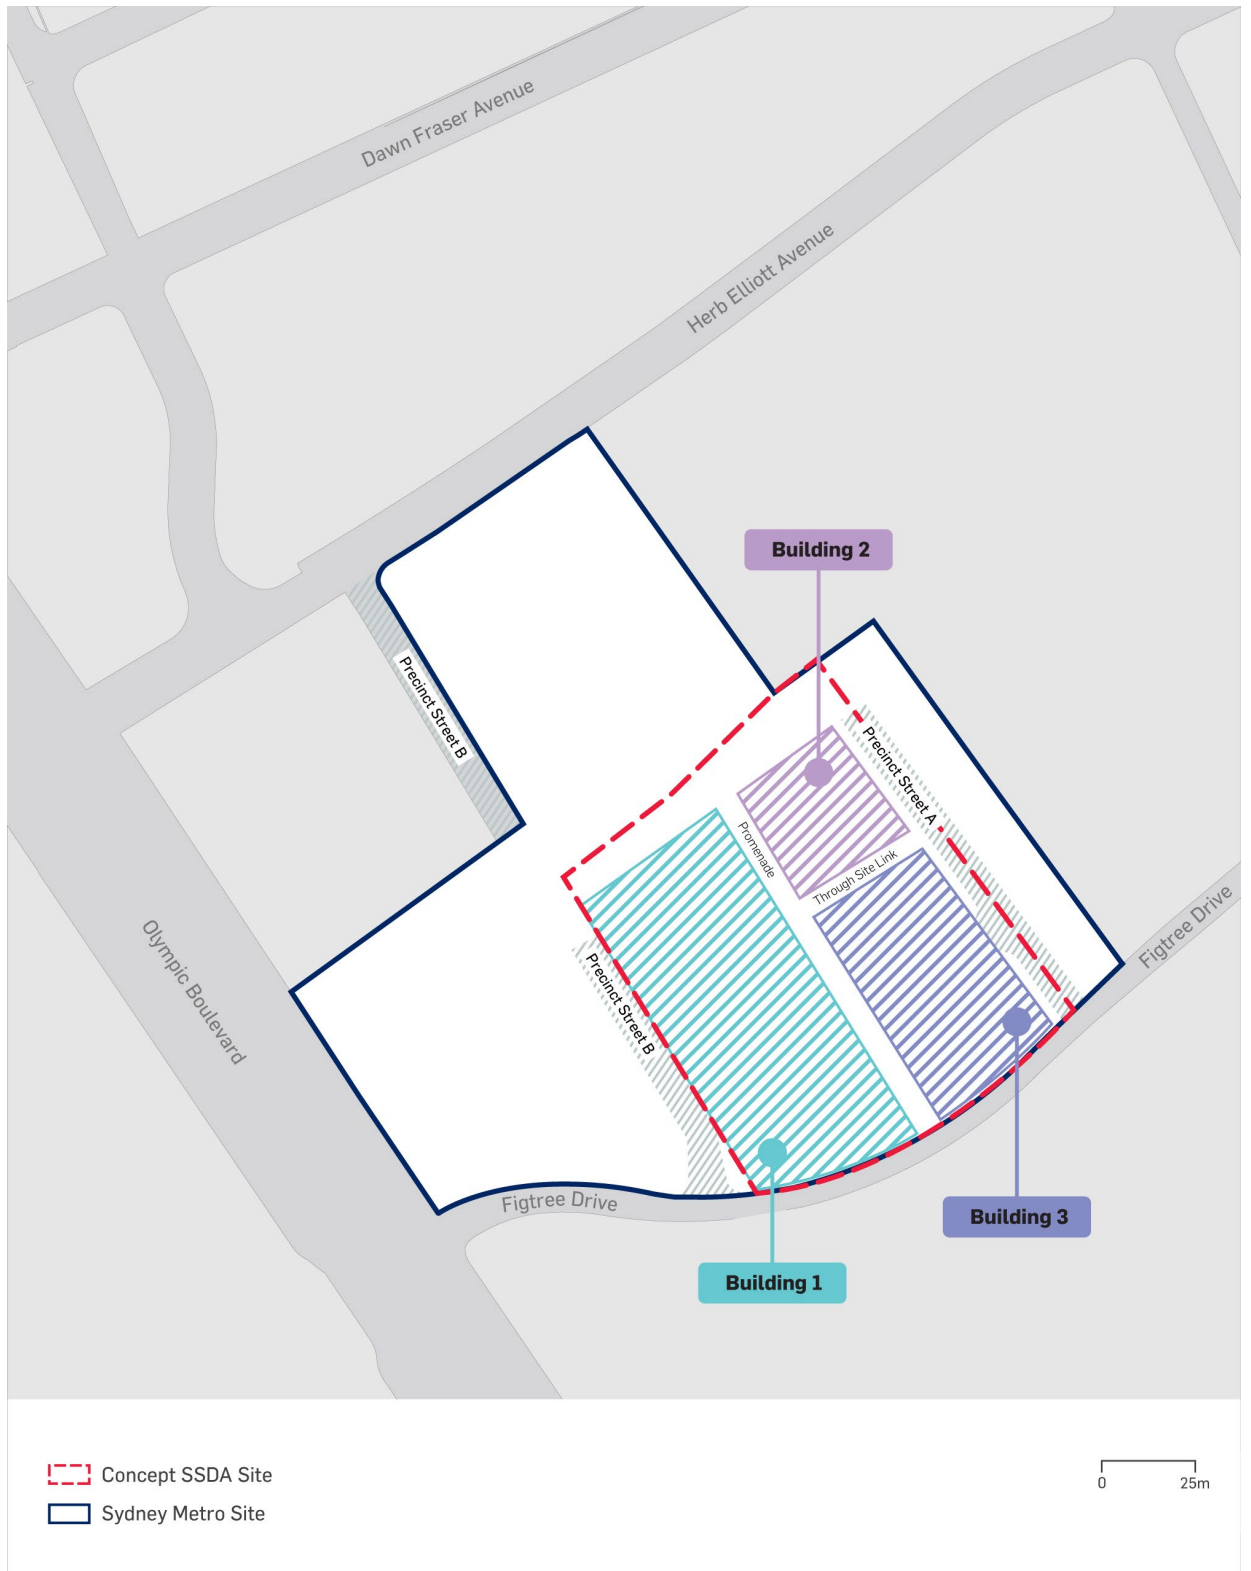 Dawn Fraser Avenue
Herb Elliott Avenue
Building 2
Precinct Street B
Precinct Street A
Promenade
Through Site Link
Figtree Drive
Olympic Boulevard
Precinct Street B
Figtree Drive
Building 3
Building 1
Concept SSDA Site
Sydney Metro Site
0 25m